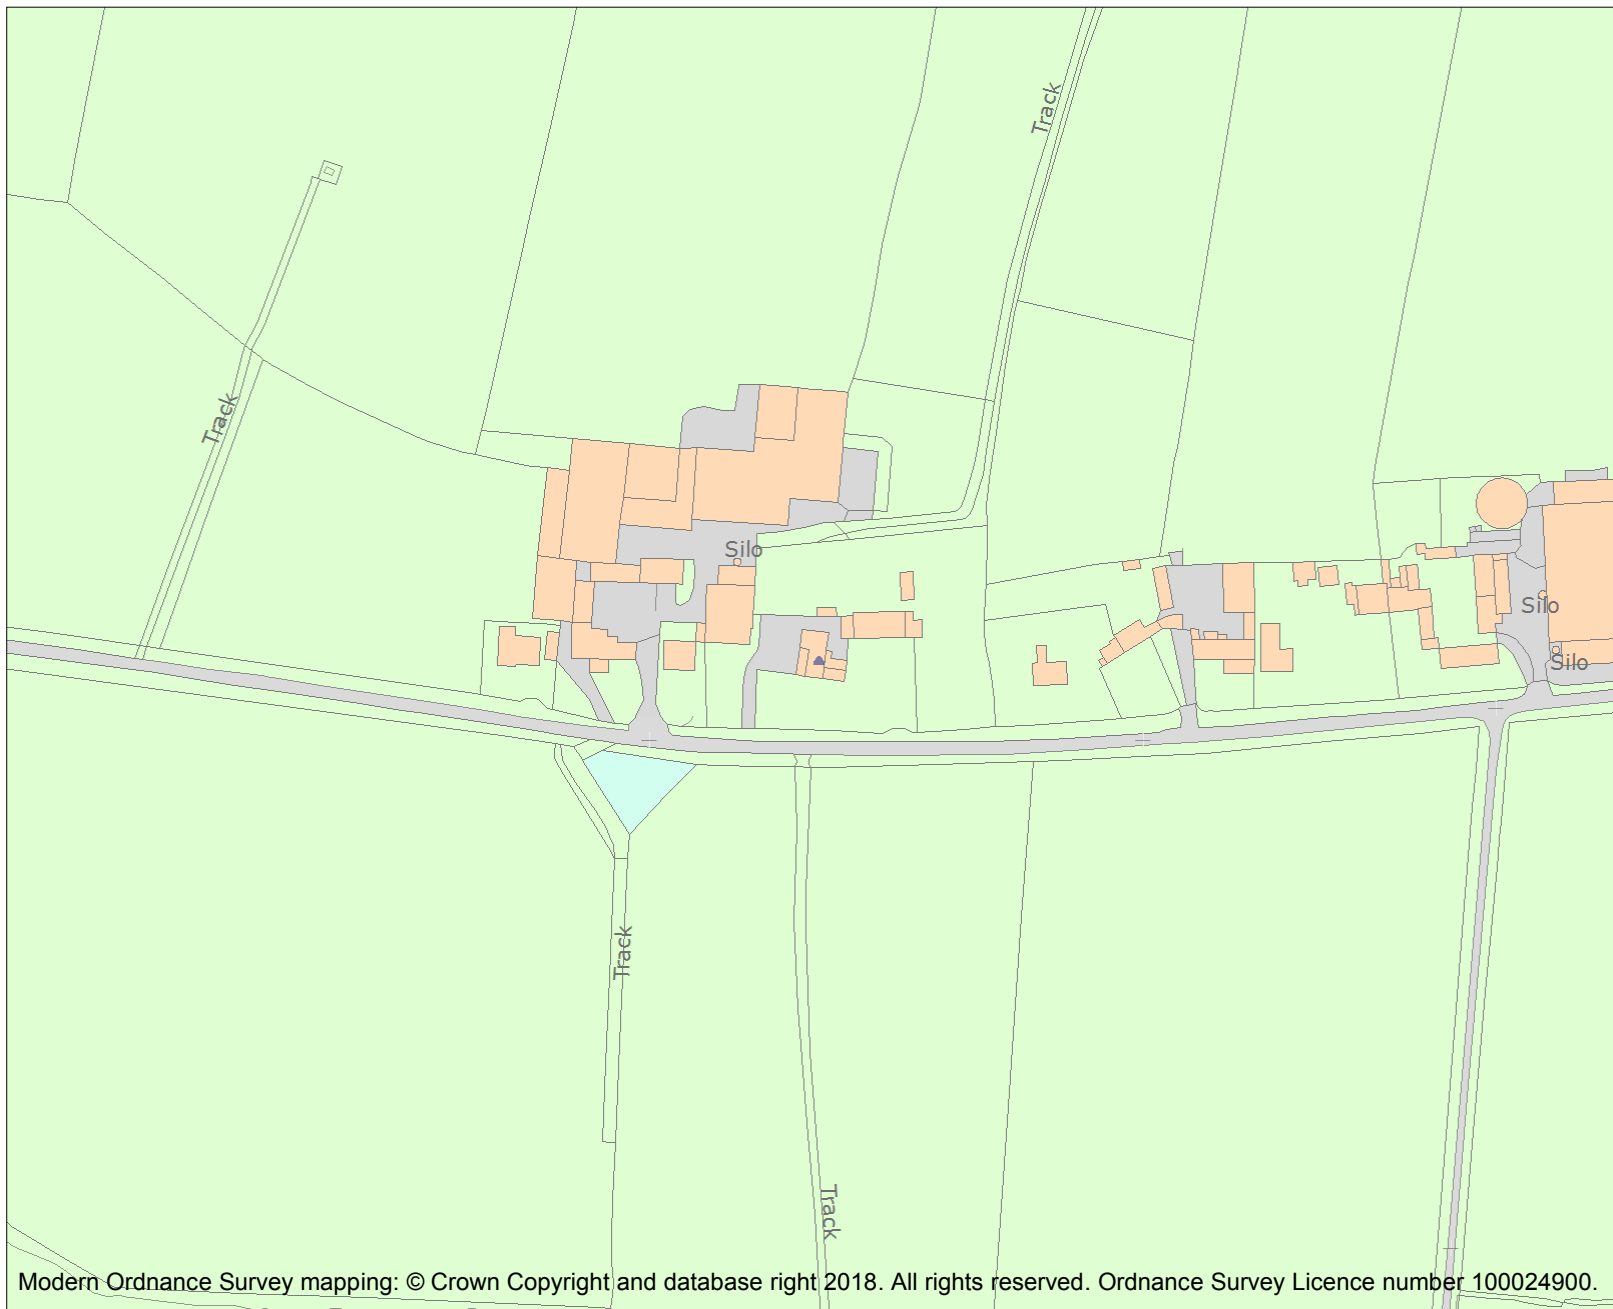 Track
Track
Silo
Silo
Silo
Track
Track
Modern Ordnance Survey mapping: © Crown Copyright and database right 2018. All rights reserved. Ordnance Survey Licence number 100024900.